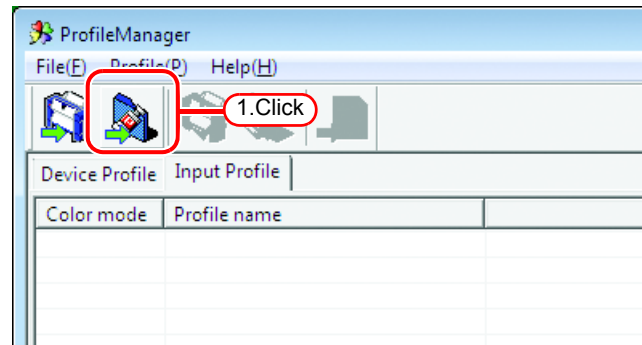 ProfileManager
File(F) Profile(P) Help(H)
1.Click
Device Profile Input Profile
Color mode Profile name